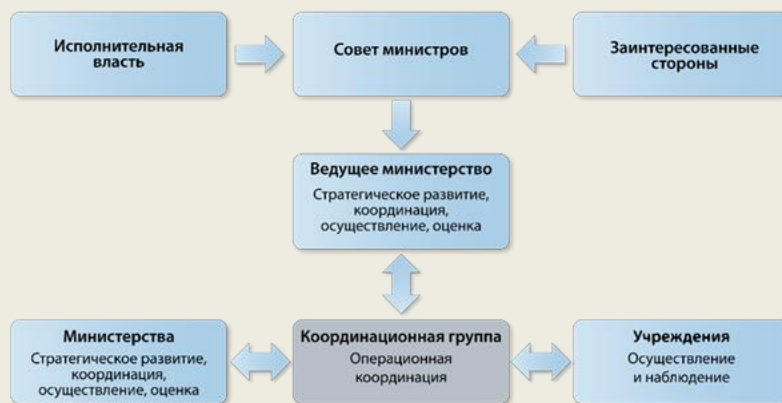 Исполнительная
власть
Совет министров
Заинтересованные
стороны
Ведущее министерство
Стратегическое развитие,
координация,
осуществление, оценка
Министерства
Стратегическое развитие,
координация,
осуществление, оценка
Координационная группа
Операционная
координация
Учреждения
Осуществление
и наблюдение